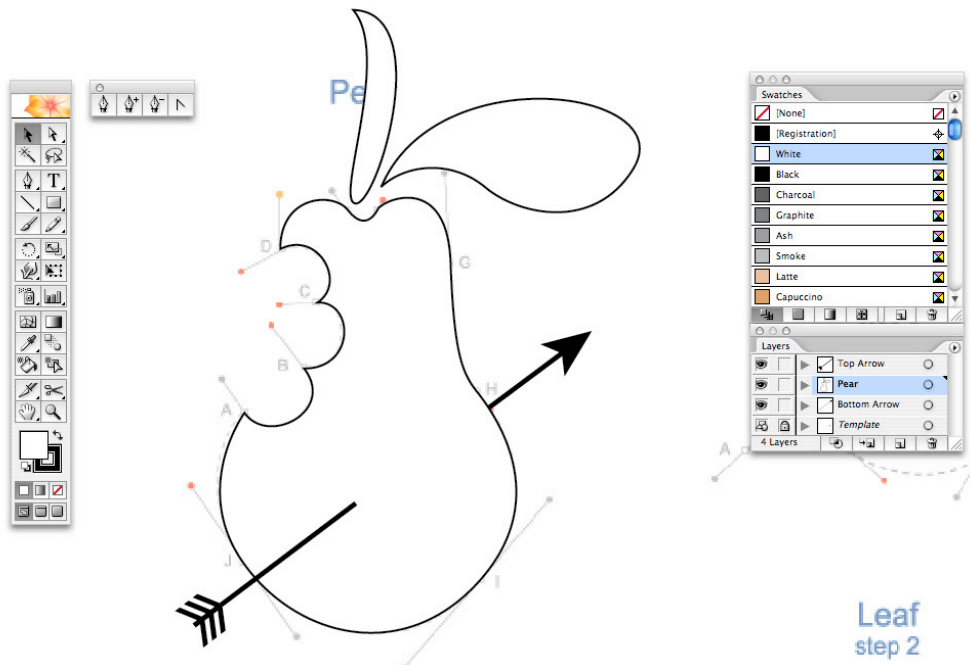 Pe
D
C
B
A
G
H
J
I
T
Swatches
[None]
[Registration]
White
Black
Charcoal
Graphite
Ash
Smoke
Latte
Capuccino
Layers
Top Arrow
Pear
Bottom Arrow
Template
4 Layers
A
Leaf
step 2